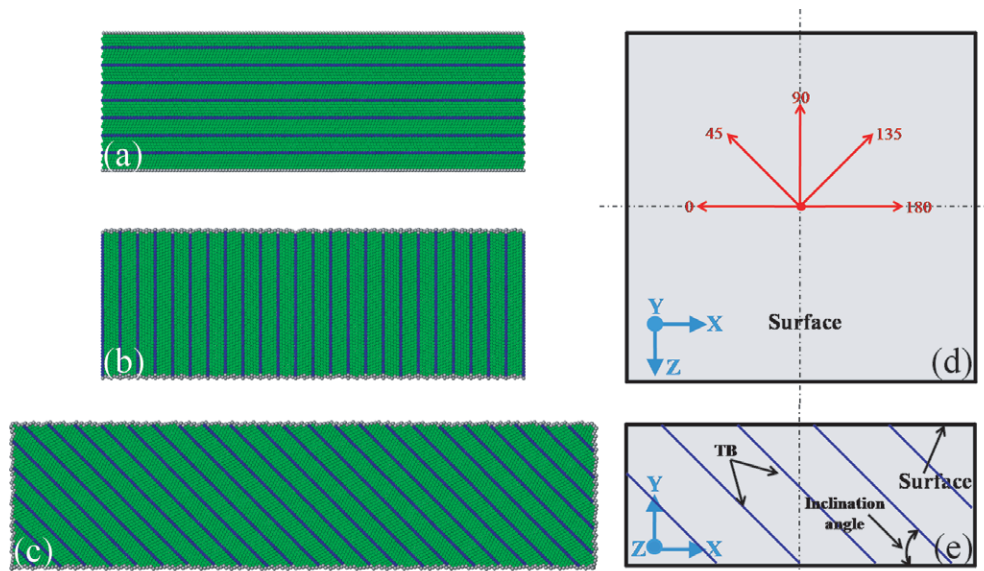 (a)
(b)
(c)
90
45
135
0
180
Y
X
Z
Surface
(d)
TB
Surface
Y
Inclination
angle
Z
X
(e)